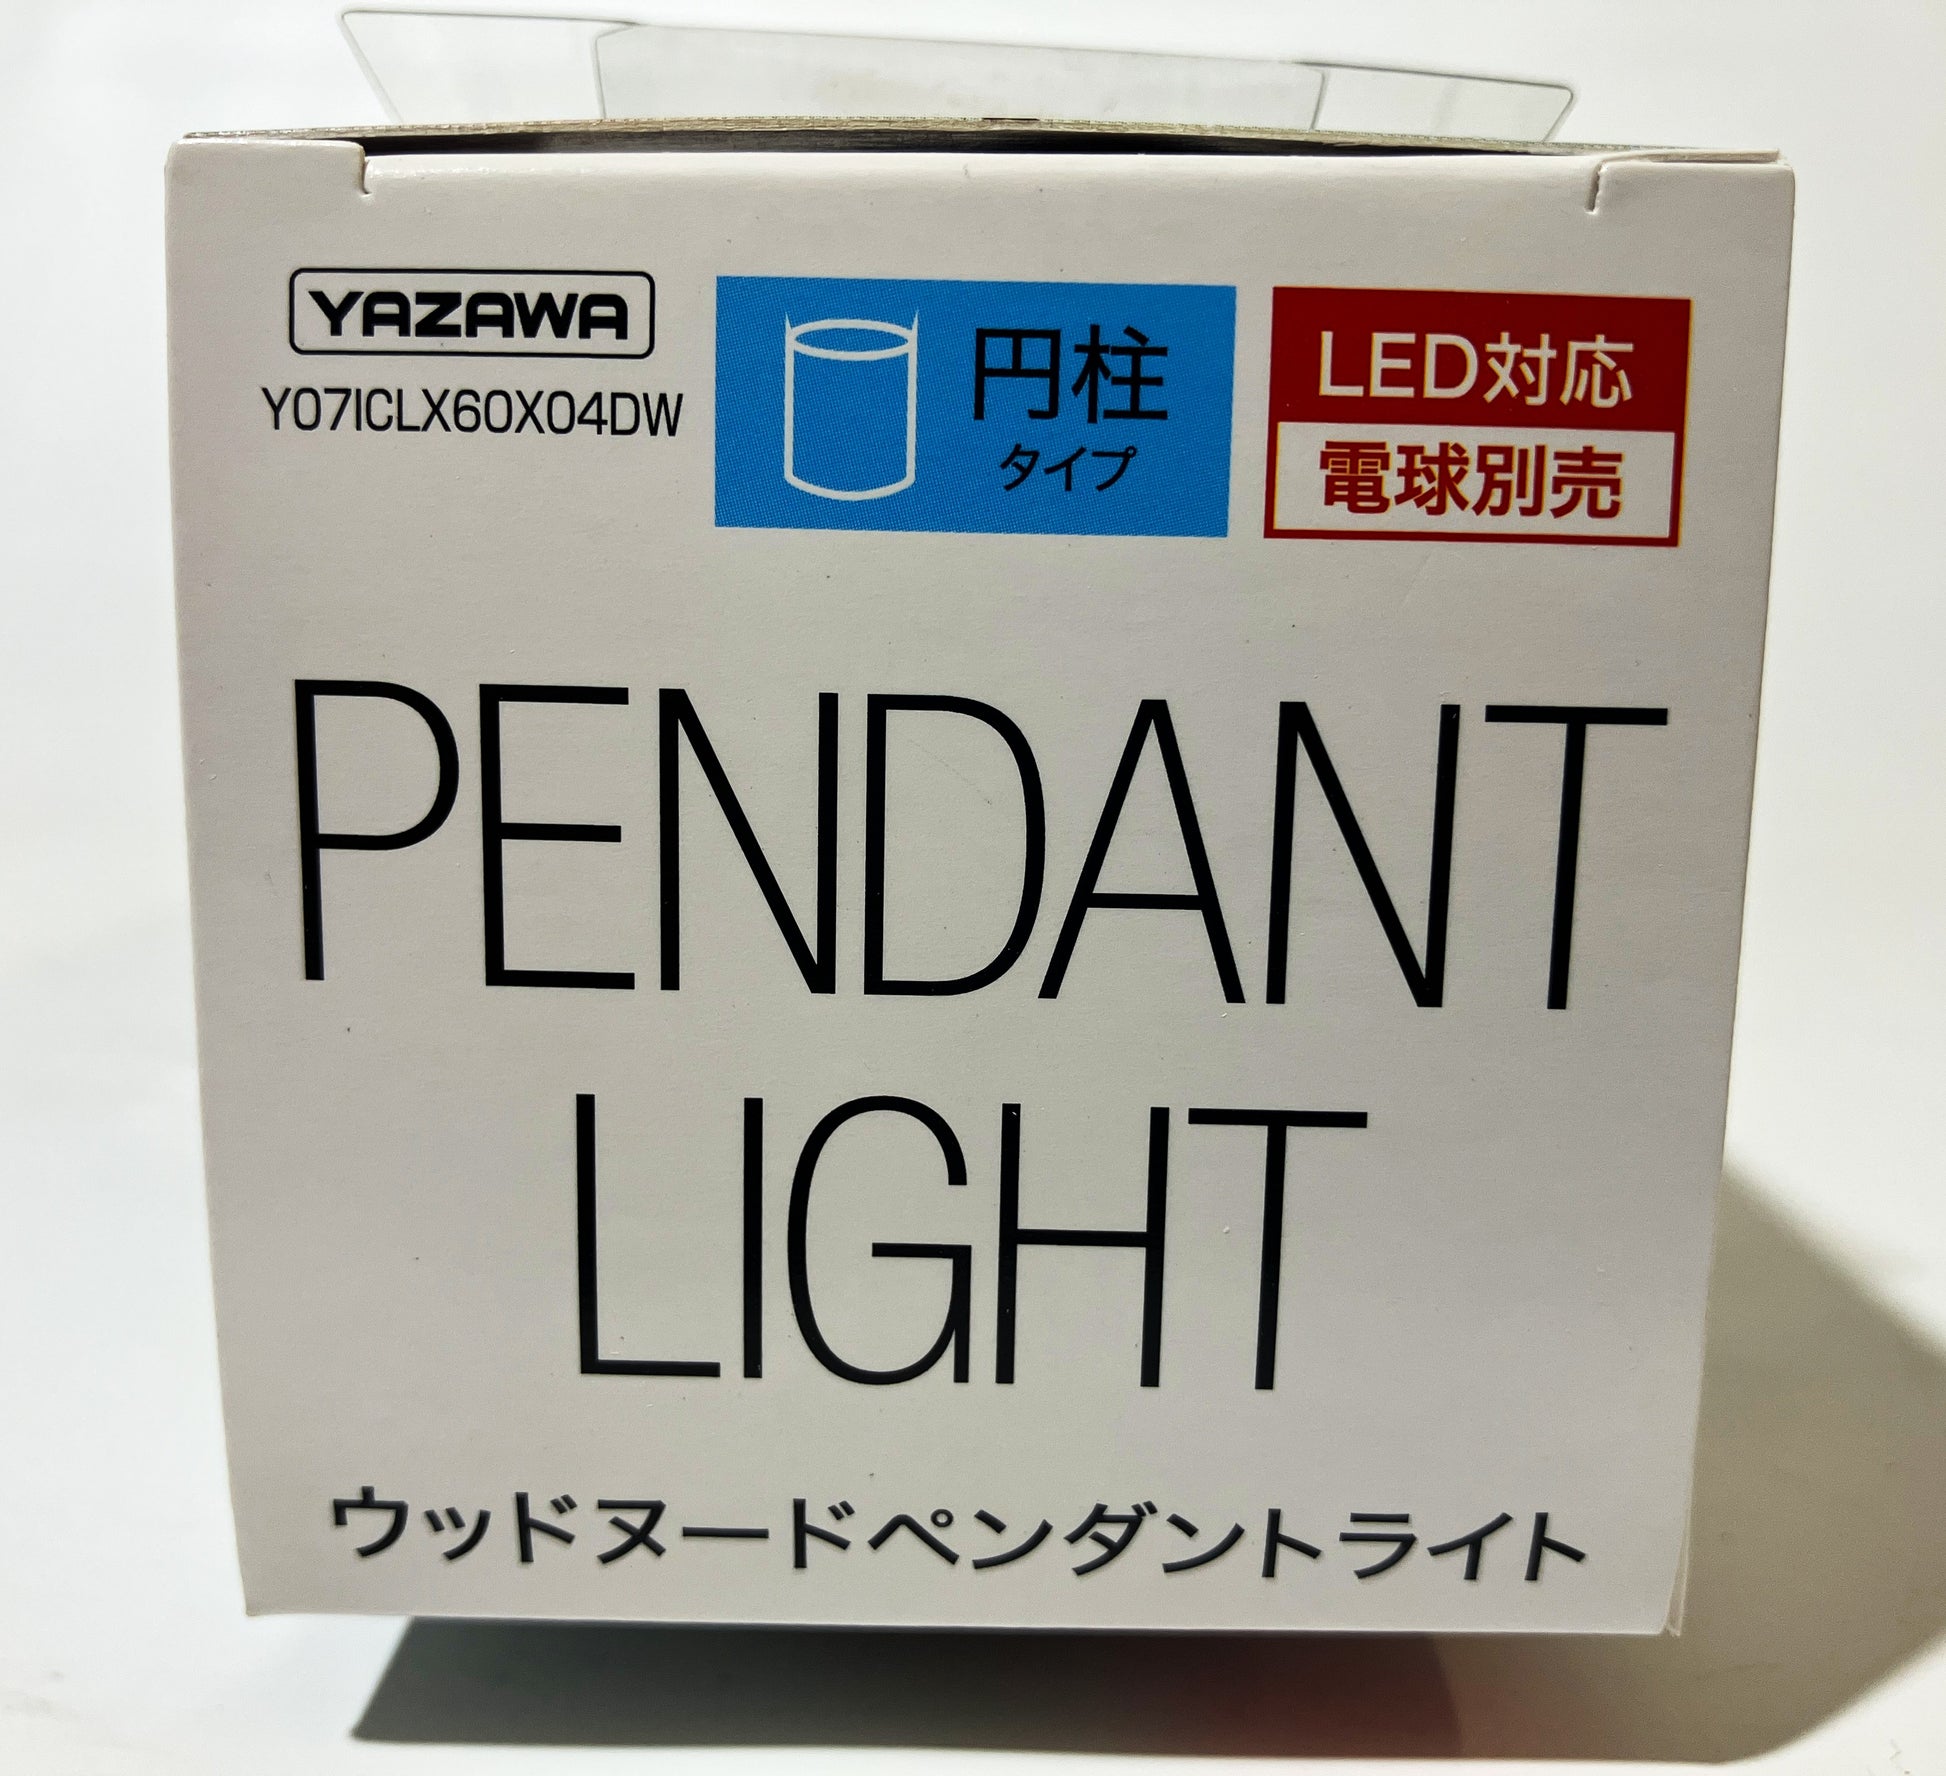 YAZAWA
Y07ICLX60X04DW
円柱
タイプ
LED対応
電球別売
PENDANT
LIGHT
ウッドヌードペンダントライト